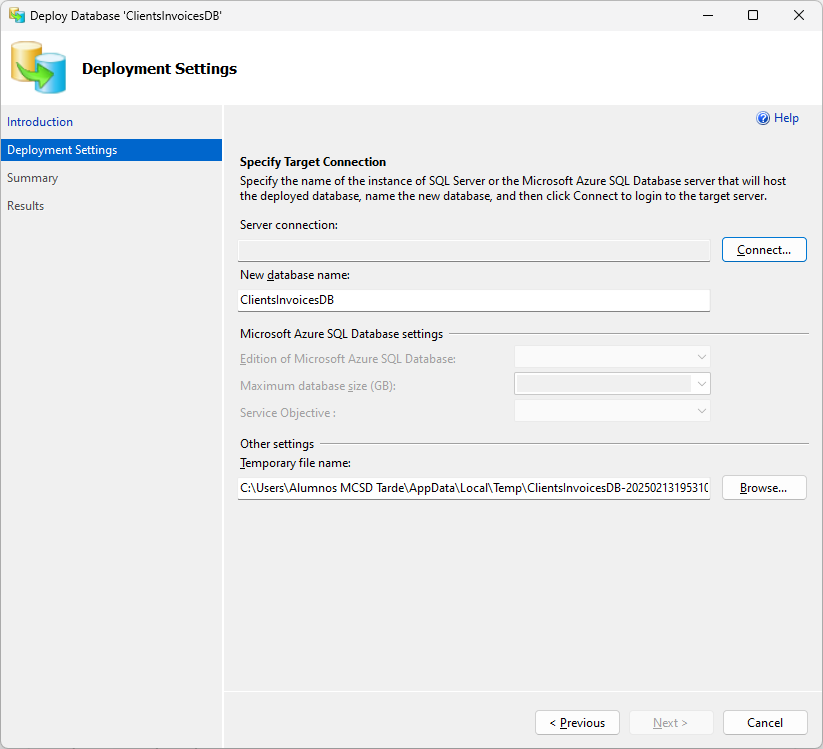 Deploy Database 'ClientsInvoicesDB'
Deployment Settings
Introduction
Deployment Settings
Summary
Results
Help
Specify Target Connection
Specify the name of the instance of SQL Server or the Microsoft Azure SQL Database server that will host
the deployed database, name the new database, and then click Connect to login to the target server.
Server connection:
Connect...
New database name:
ClientsInvoicesDB
Microsoft Azure SQL Database settings
Edition of Microsoft Azure SQL Database:
Maximum database size (GB):
Service Objective :
Other settings
Temporary file name:
C:\Users\Alumnos MCSD Tarde\AppData\Local\Temp\ClientsInvoicesDB-20250213195310
Browse...
< Previous
Next >
Cancel